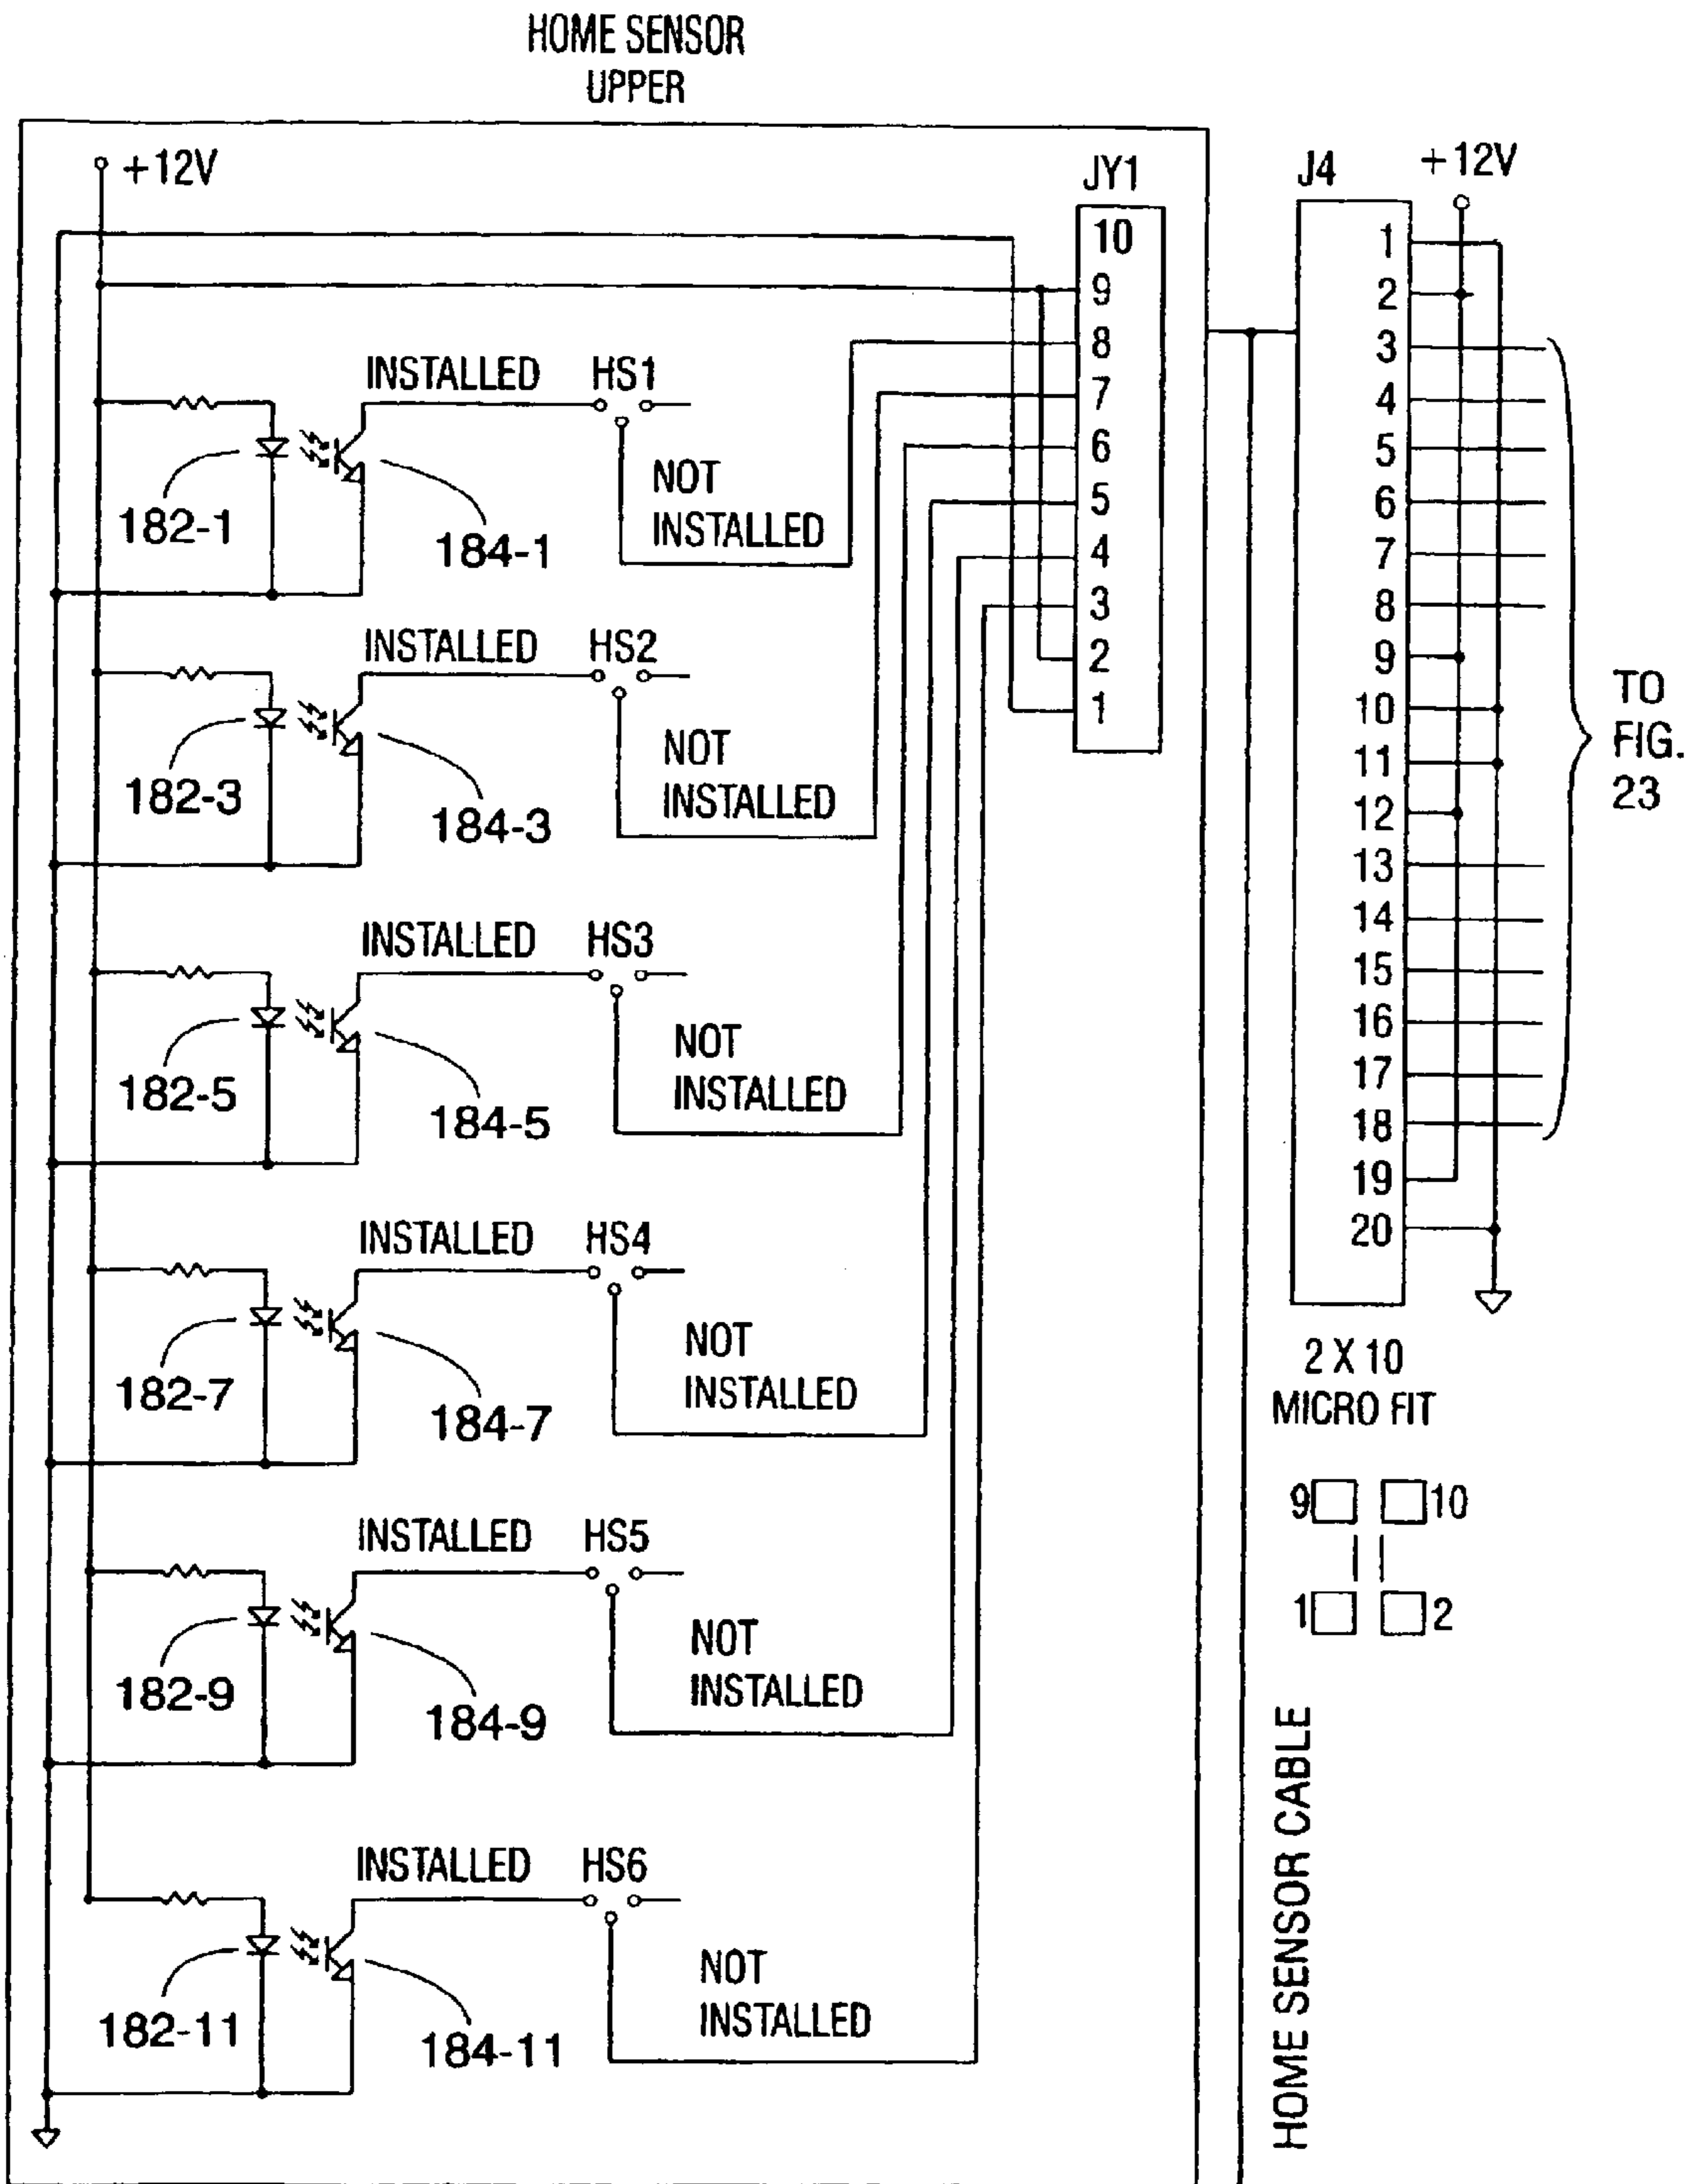 HOME SENSOR
UPPER
+12V
JY1
10
9
8
7
6
5
4
3
2
1
INSTALLED HS1
NOT
INSTALLED
182-1
184-1
INSTALLED HS2
NOT
INSTALLED
182-3
184-3
INSTALLED HS3
NOT
INSTALLED
182-5
184-5
INSTALLED HS4
NOT
INSTALLED
182-7
184-7
INSTALLED HS5
NOT
INSTALLED
182-9
184-9
INSTALLED HS6
NOT
INSTALLED
182-11
184-11
J4
+12V
1
2
3
4
5
6
7
8
9
10
11
12
13
14
15
16
17
18
19
20
TO
FIG.
23
2 X 10
MICRO FIT
9 10
1 2
HOME SENSOR CABLE